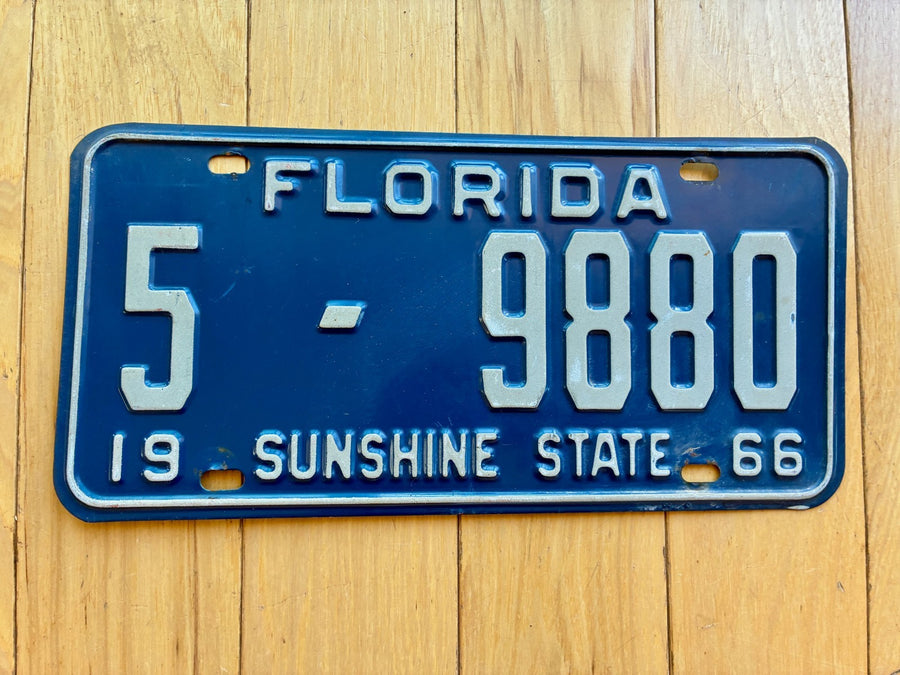 FLORIDA
5 - 9880
19 SUNSHINE STATE 66